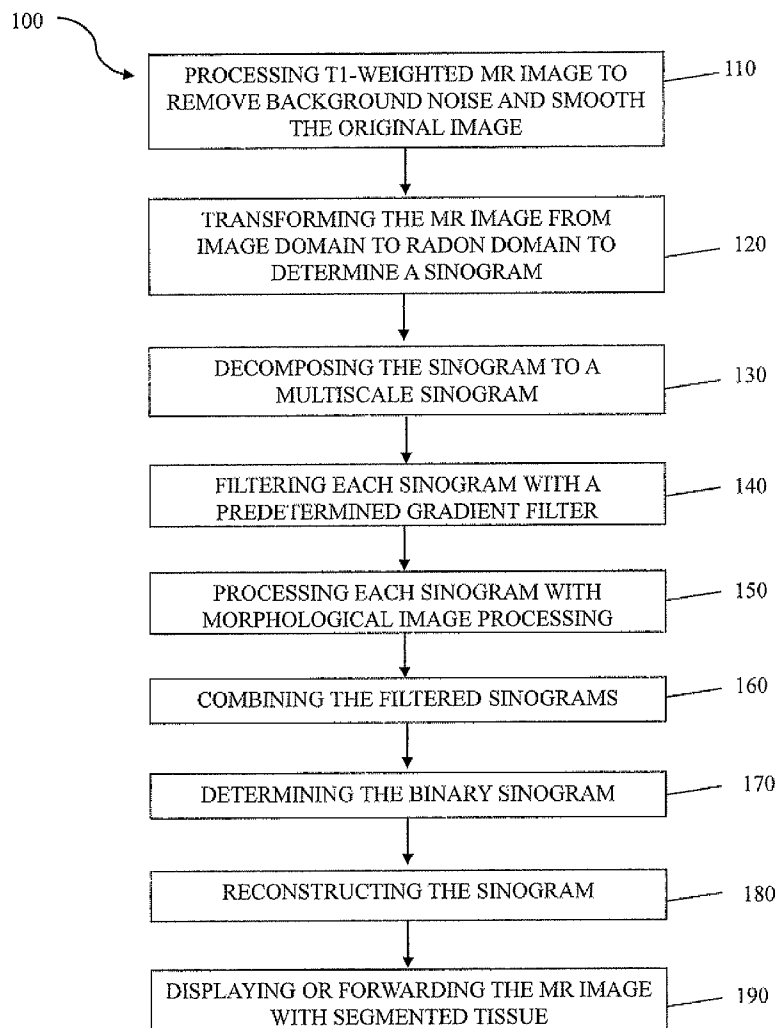 100
PROCESSING T1-WEIGHTED MR IMAGE TO
REMOVE BACKGROUND NOISE AND SMOOTH
THE ORIGINAL IMAGE
110
TRANSFORMING THE MR IMAGE FROM
IMAGE DOMAIN TO RADON DOMAIN TO
DETERMINE A SINOGRAM
120
DECOMPOSING THE SINOGRAM TO A
MULTISCALE SINOGRAM
130
FILTERING EACH SINOGRAM WITH A
PREDETERMINED GRADIENT FILTER
140
PROCESSING EACH SINOGRAM WITH
MORPHOLOGICAL IMAGE PROCESSING
150
COMBINING THE FILTERED SINOGRAMS
160
DETERMINING THE BINARY SINOGRAM
170
RECONSTRUCTING THE SINOGRAM
180
DISPLAYING OR FORWARDING THE MR IMAGE
WITH SEGMENTED TISSUE
190